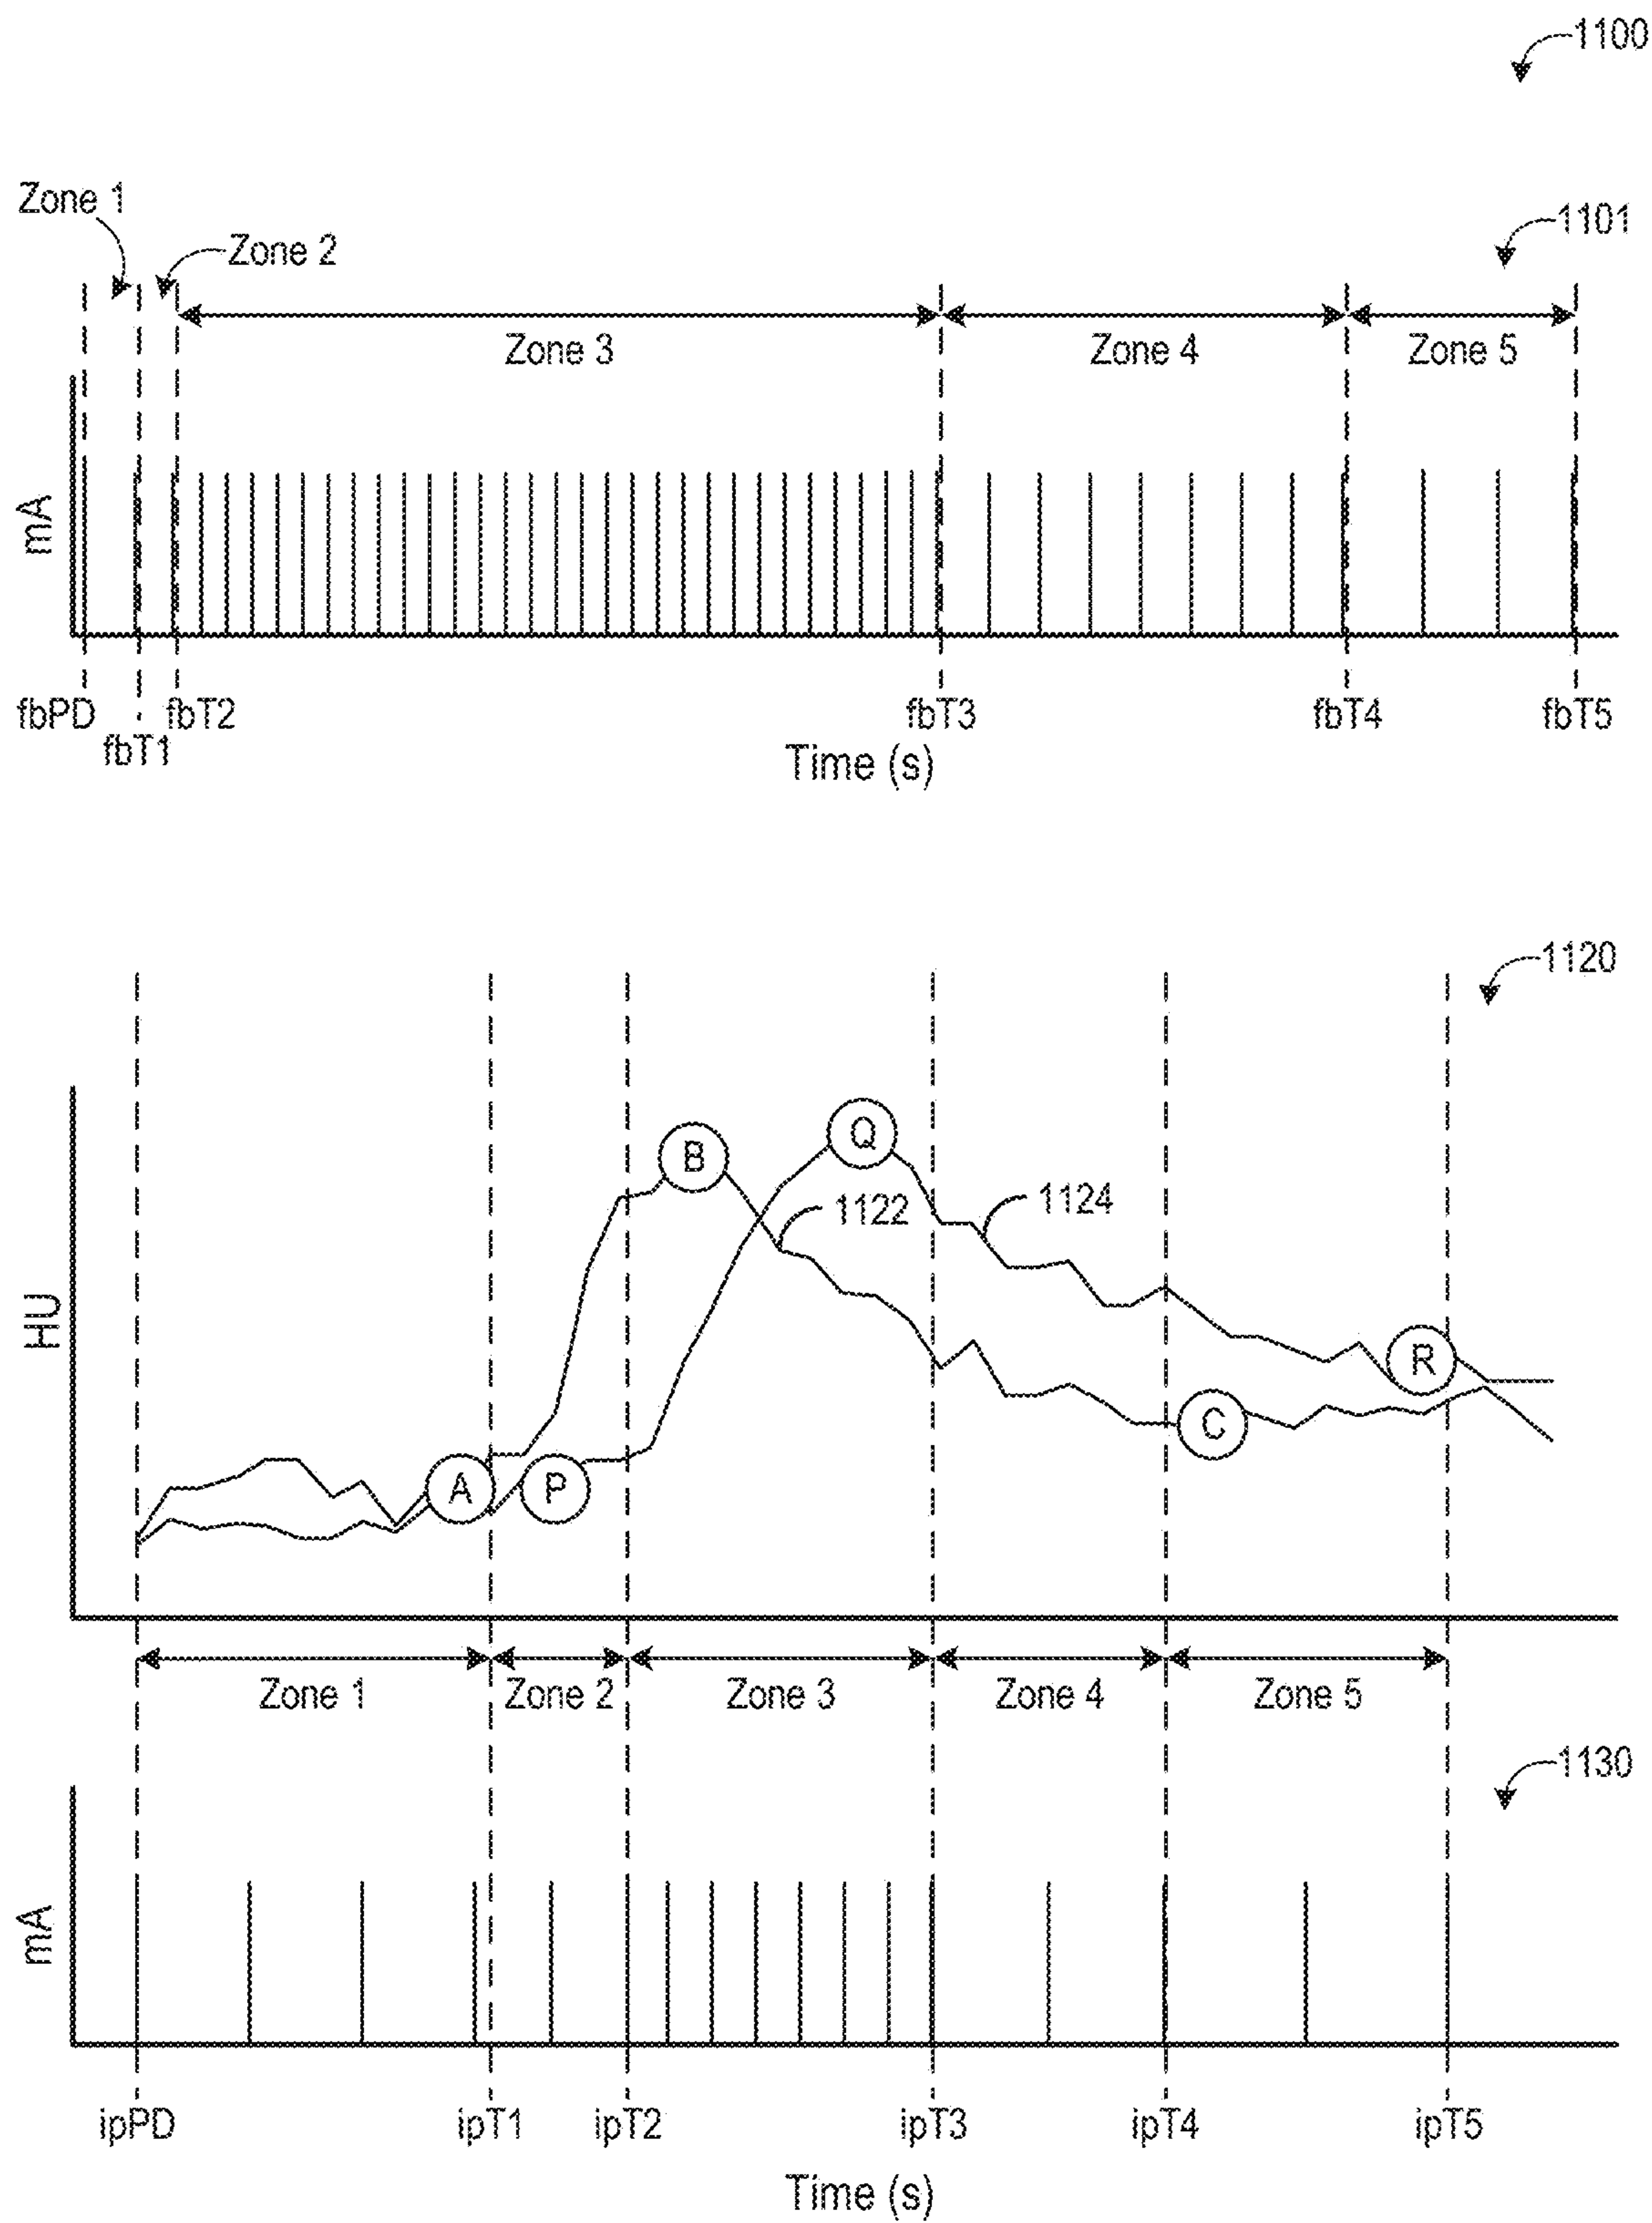 1100
Zone 1
1101
Zone 2
Zone 3
Zone 4
Zone 5
mA
fbPD
fbT1
fbT2
fbT3
fbT4
fbT5
Time (s)
1120
HU
B
Q
1122
1124
A
P
C
R
Zone 1
Zone 2
Zone 3
Zone 4
Zone 5
1130
mA
ipPD
ipT1
ipT2
ipT3
ipT4
ipT5
Time (s)